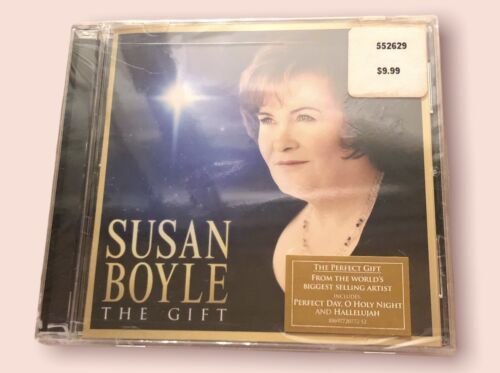 552629
$9.99
SUSAN
BOYLE
THE GIFT
THE PERFECT GIFT
FROM THE WORLD'S
BIGGEST SELLING ARTIST
INCLUDES
PERFECT DAY, O HOLY NIGHT
AND HALLELUJAH